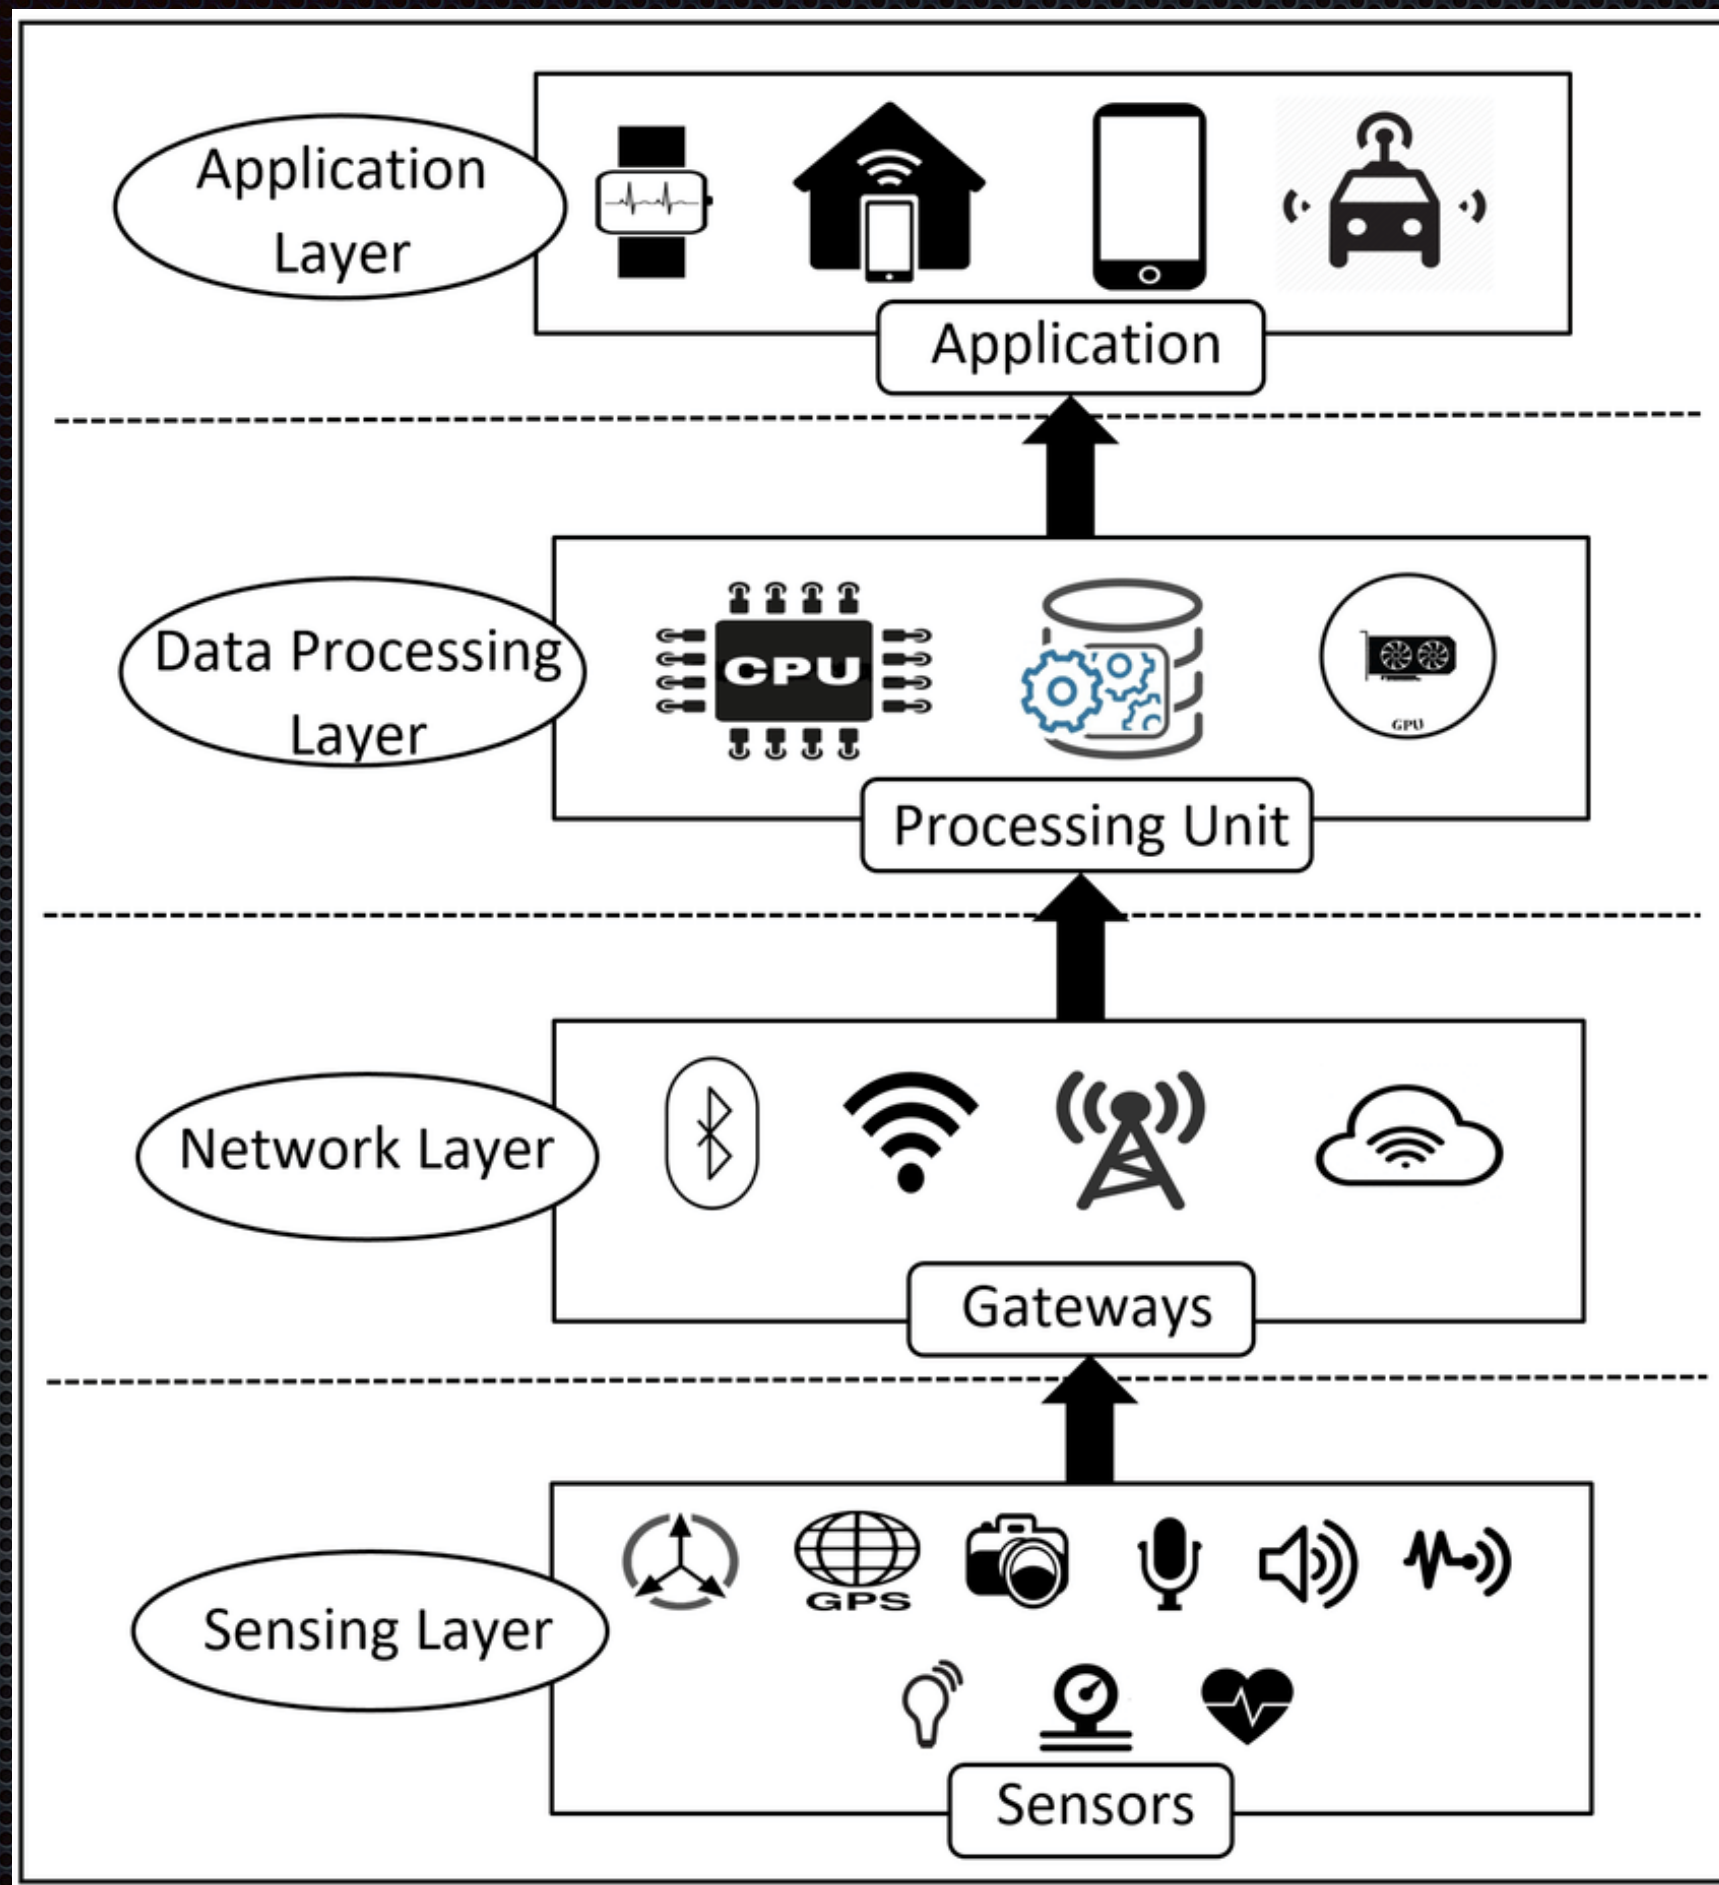 Application
Layer
Application
Data Processing
Layer
CPU
GPU
Processing Unit
Network Layer
Gateways
Sensing Layer
GPS
Sensors